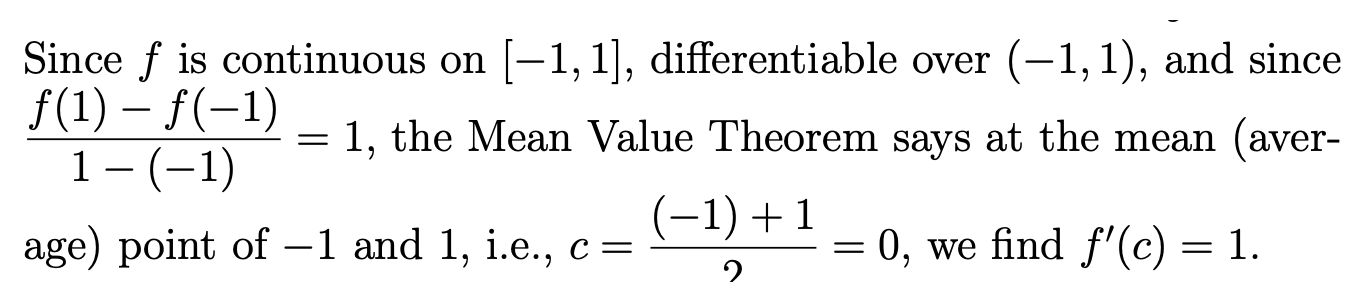 Since f is continuous on [−1, 1], differentiable over (−1, 1), and since
\frac{f(1) − f(−1)}{1 − (−1)} = 1, the Mean Value Theorem says at the mean (aver-
age) point of −1 and 1, i.e., c = \frac{(−1) + 1}{2} = 0, we find f′(c) = 1.